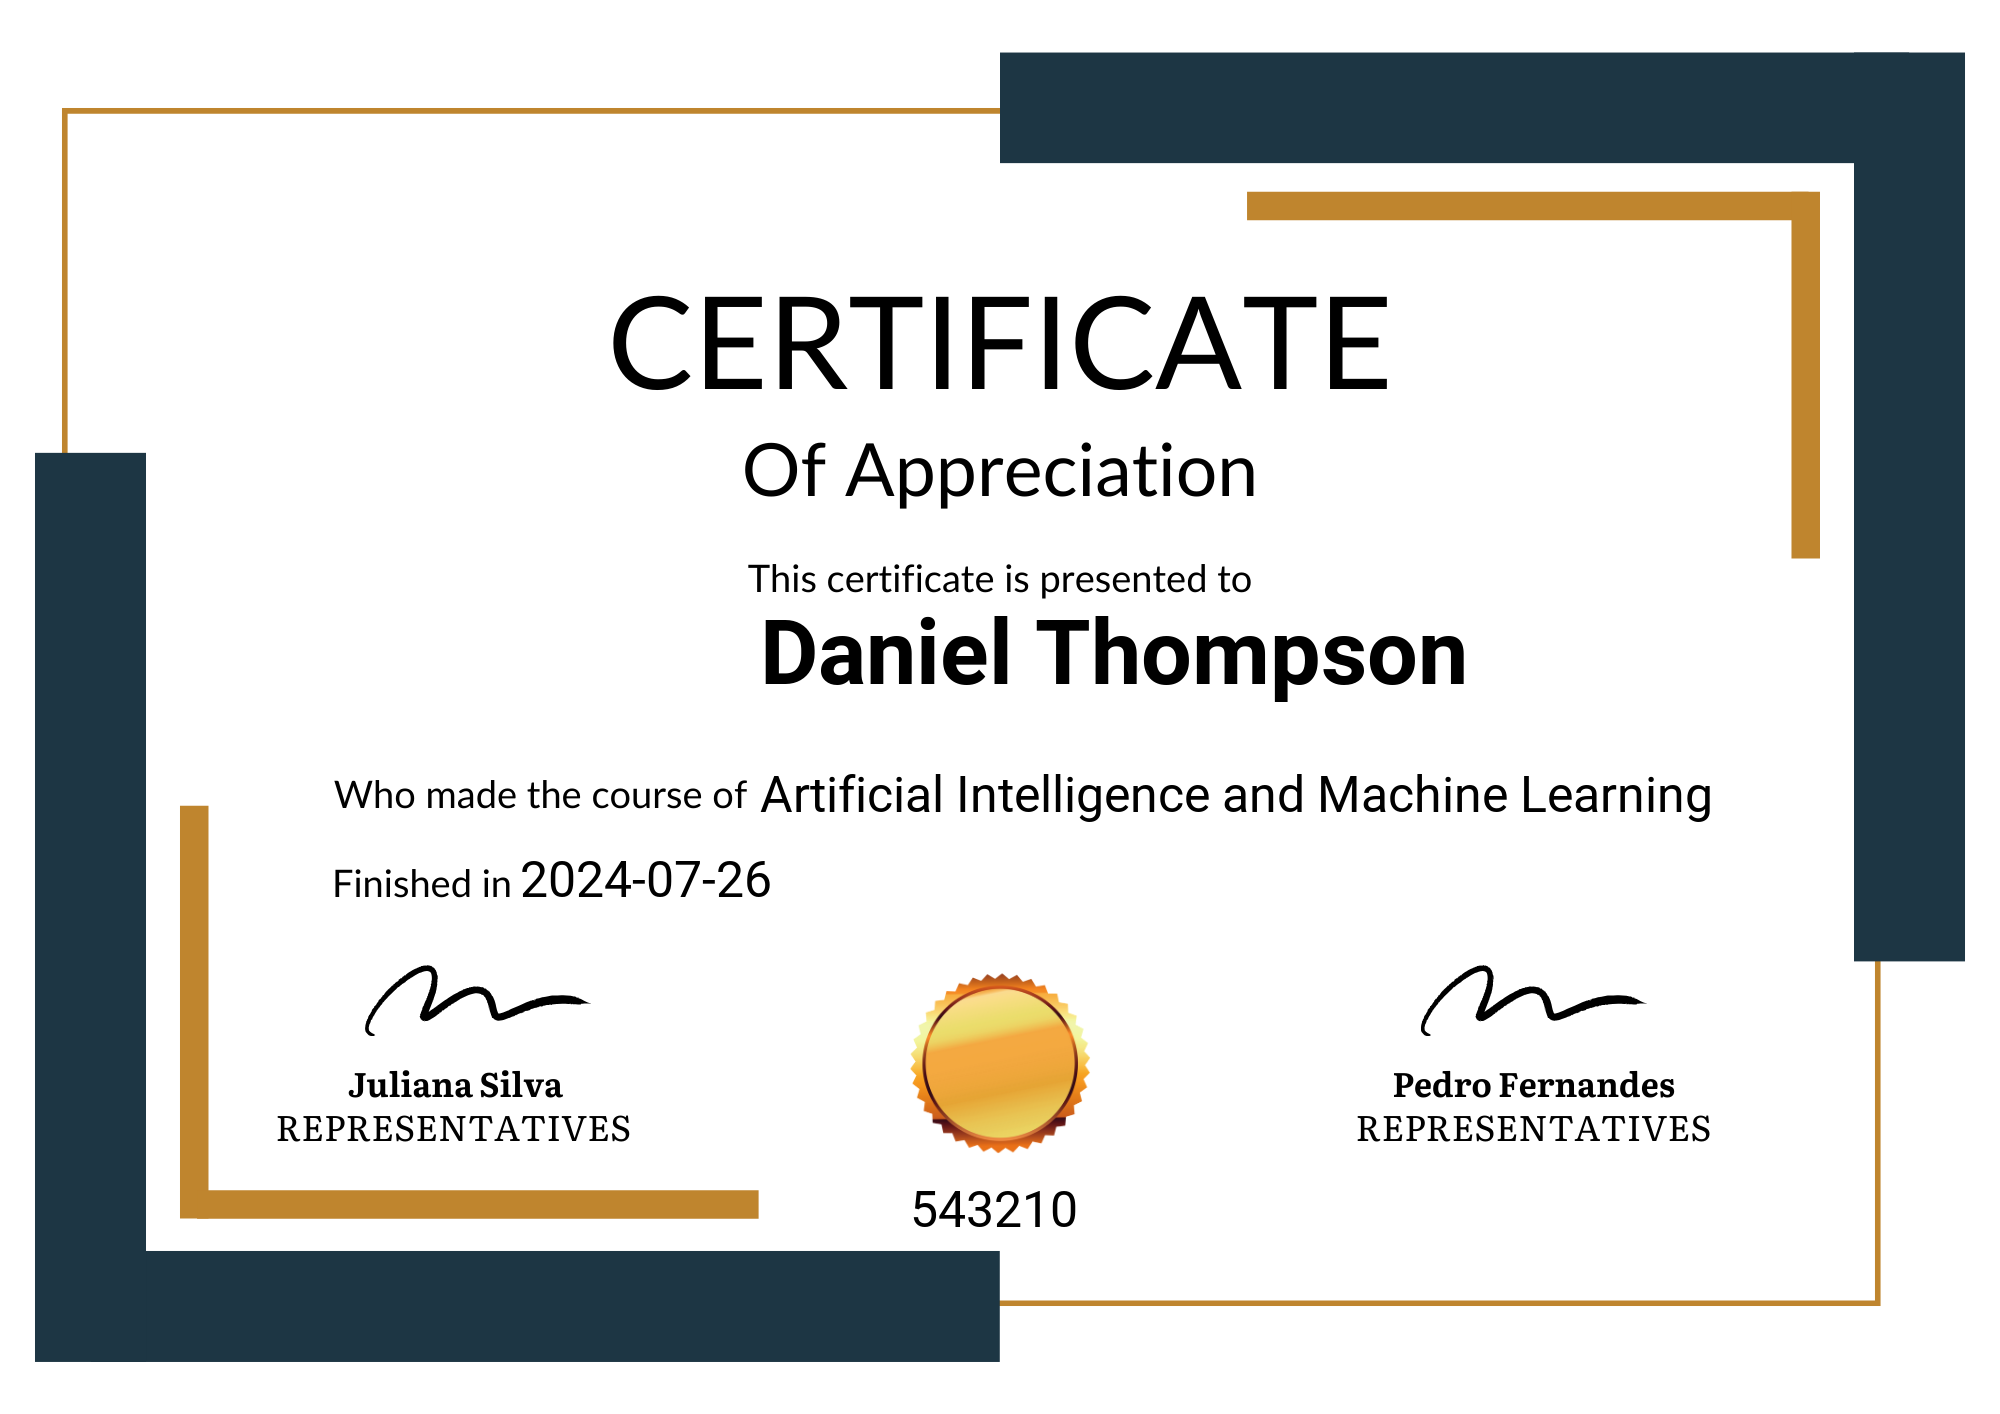 CERTIFICATE
Of Appreciation
This certificate is presented to
Daniel Thompson
Who made the course of Artificial Intelligence and Machine Learning
Finished in 2024-07-26
Juliana Silva
REPRESENTATIVES
Pedro Fernandes
REPRESENTATIVES
543210